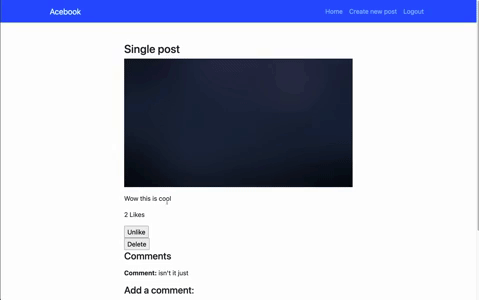 Acebook
Home Create new post Logout
Single post
Wow this is cool
2 Likes
Unlike
Delete
Comments
Comment: isn't it just
Add a comment: